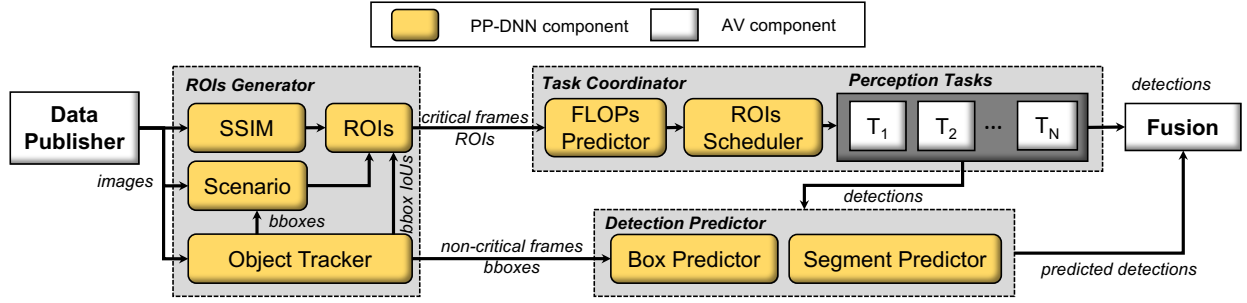 PP-DNN component
AV component
ROIs Generator
Task Coordinator
Perception Tasks
detections
Data
Publisher
SSIM
ROIs
critical frames
ROIs
FLOPs
Predictor
ROIs
Scheduler
T1
T2
...
TN
Fusion
images
Scenario
bboxes
bbox IoUs
detections
Object Tracker
non-critical frames
bboxes
Detection Predictor
Box Predictor
Segment Predictor
predicted detections